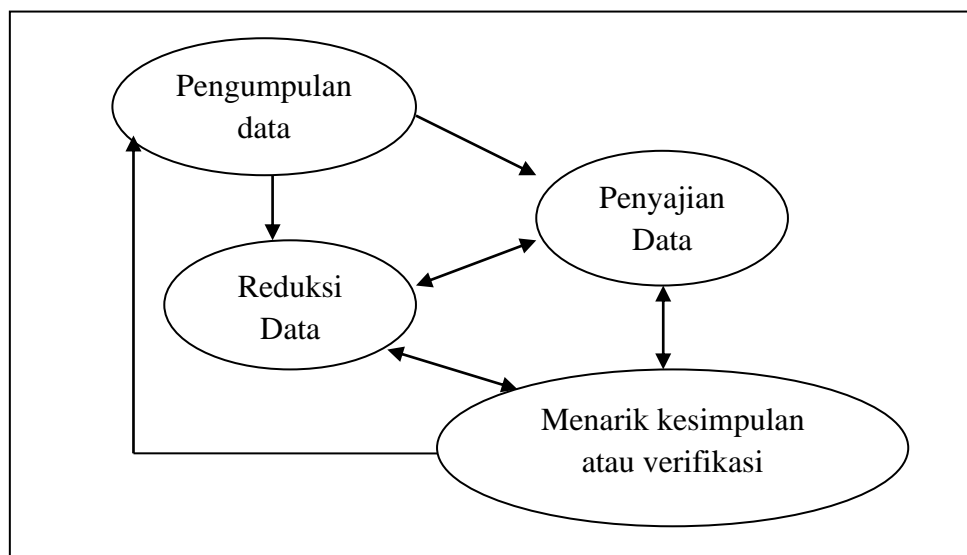 Pengumpulan
data
Penyajian
Data
Reduksi
Data
Menarik kesimpulan
atau verifikasi